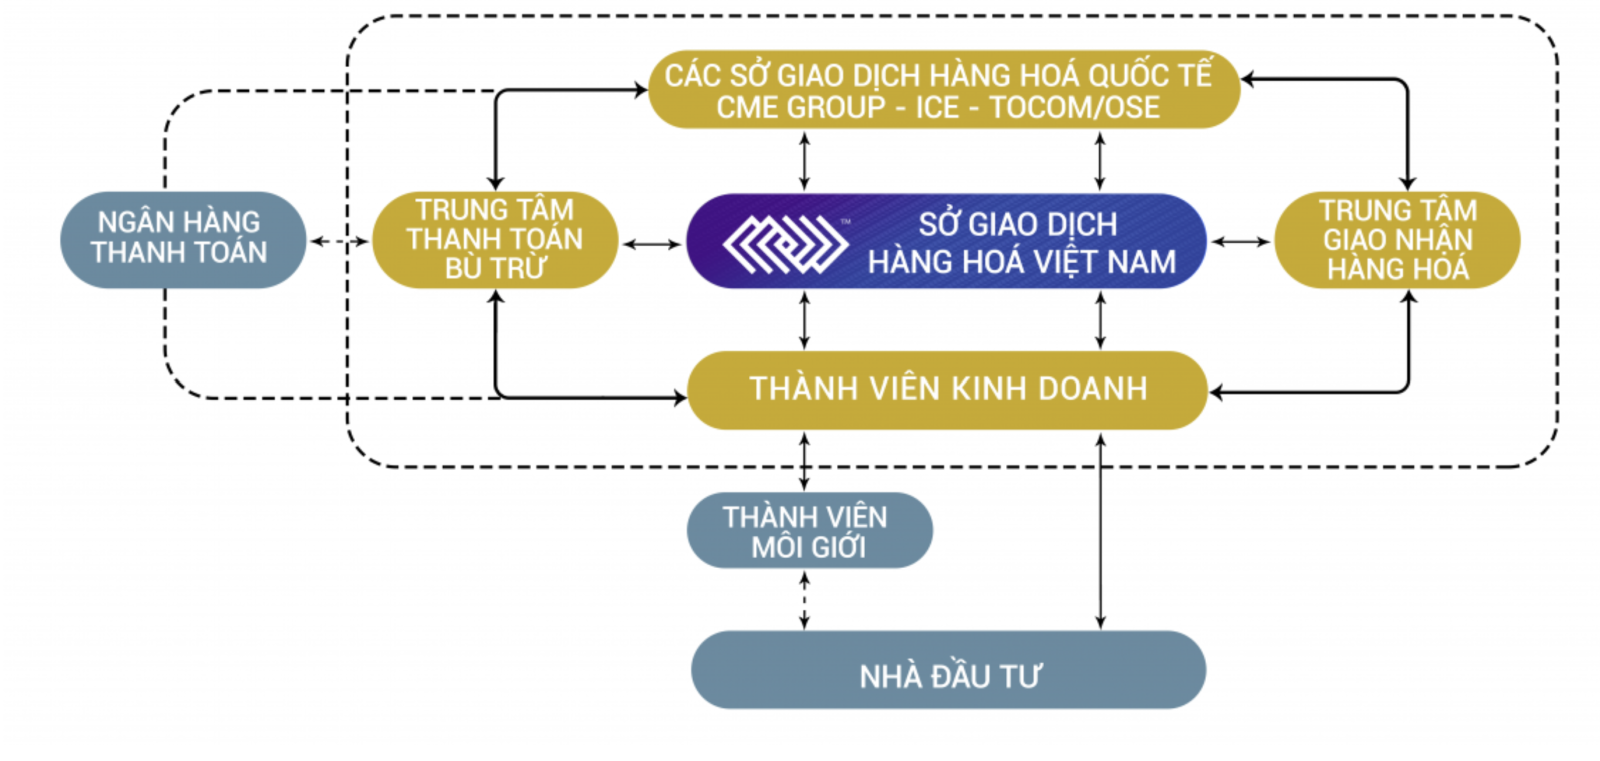 CÁC SỞ GIAO DỊCH HÀNG HOÁ QUỐC TẾ
CME GROUP - ICE - TOCOM/OSE
NGÂN HÀNG
THANH TOÁN
TRUNG TÂM
THANH TOÁN
BÙ TRỪ
TM
SỞ GIAO DỊCH
HÀNG HOÁ VIỆT NAM
TRUNG TÂM
GIAO NHẬN
HÀNG HOÁ
THÀNH VIÊN KINH DOANH
THÀNH VIÊN
MÔI GIỚI
NHÀ ĐẦU TƯ